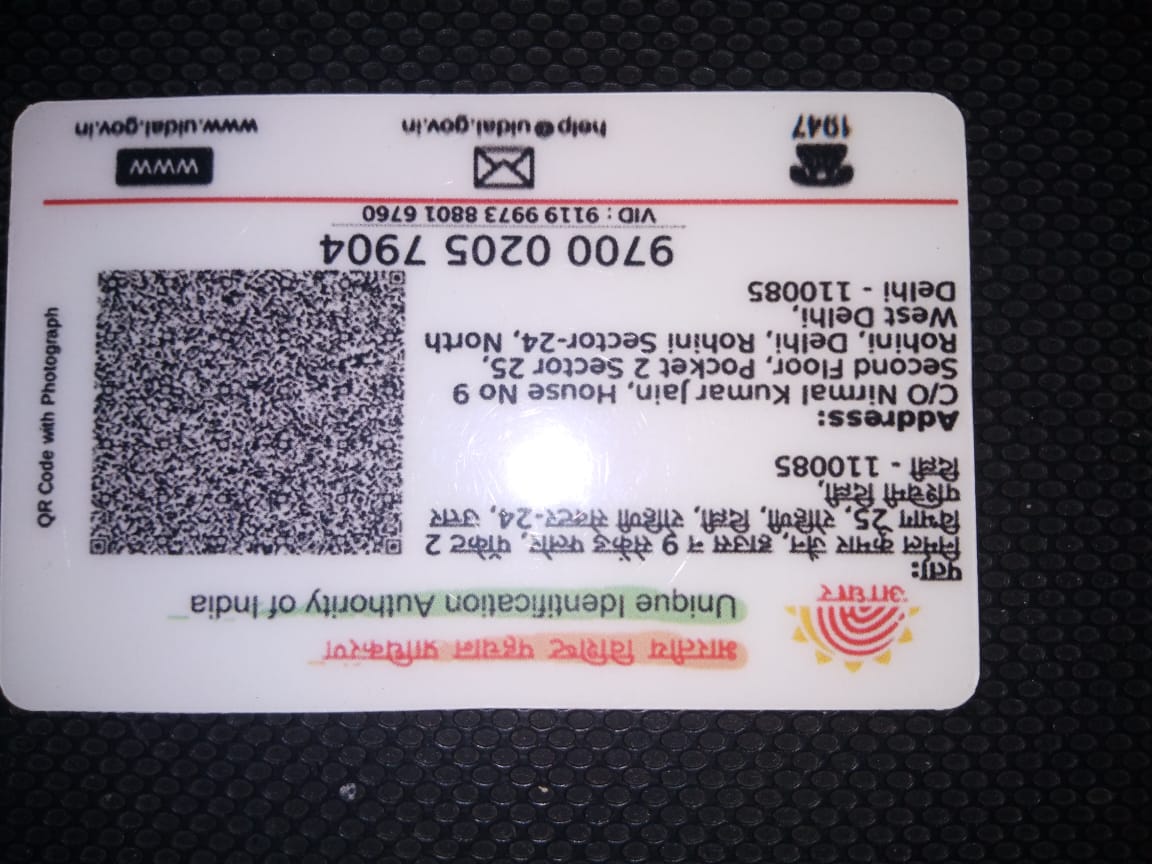 भारतीय विशिष्ट पहचान प्राधिकरण
Unique Identification Authority of India
आधार
पता:
निर्मल कुमार जैन, हाउस न 9 सेकेंड फ्लोर, पॉकेट 2
विभाग 25, रोहिणी, दिल्ली, रोहिणी सेक्टर-24, उत्तर
पश्चिमी दिल्ली,
दिल्ली - 110085
Address:
C/O Nirmal Kumar Jain, House No 9
Second Floor, Pocket 2 Sector 25,
Rohini, Delhi, Rohini Sector-24, North
West Delhi,
Delhi - 110085
QR Code with Photograph
9700 0205 7904
VID : 9119 9973 8801 6760
1947
help@uidai.gov.in
WWW
www.uidai.gov.in